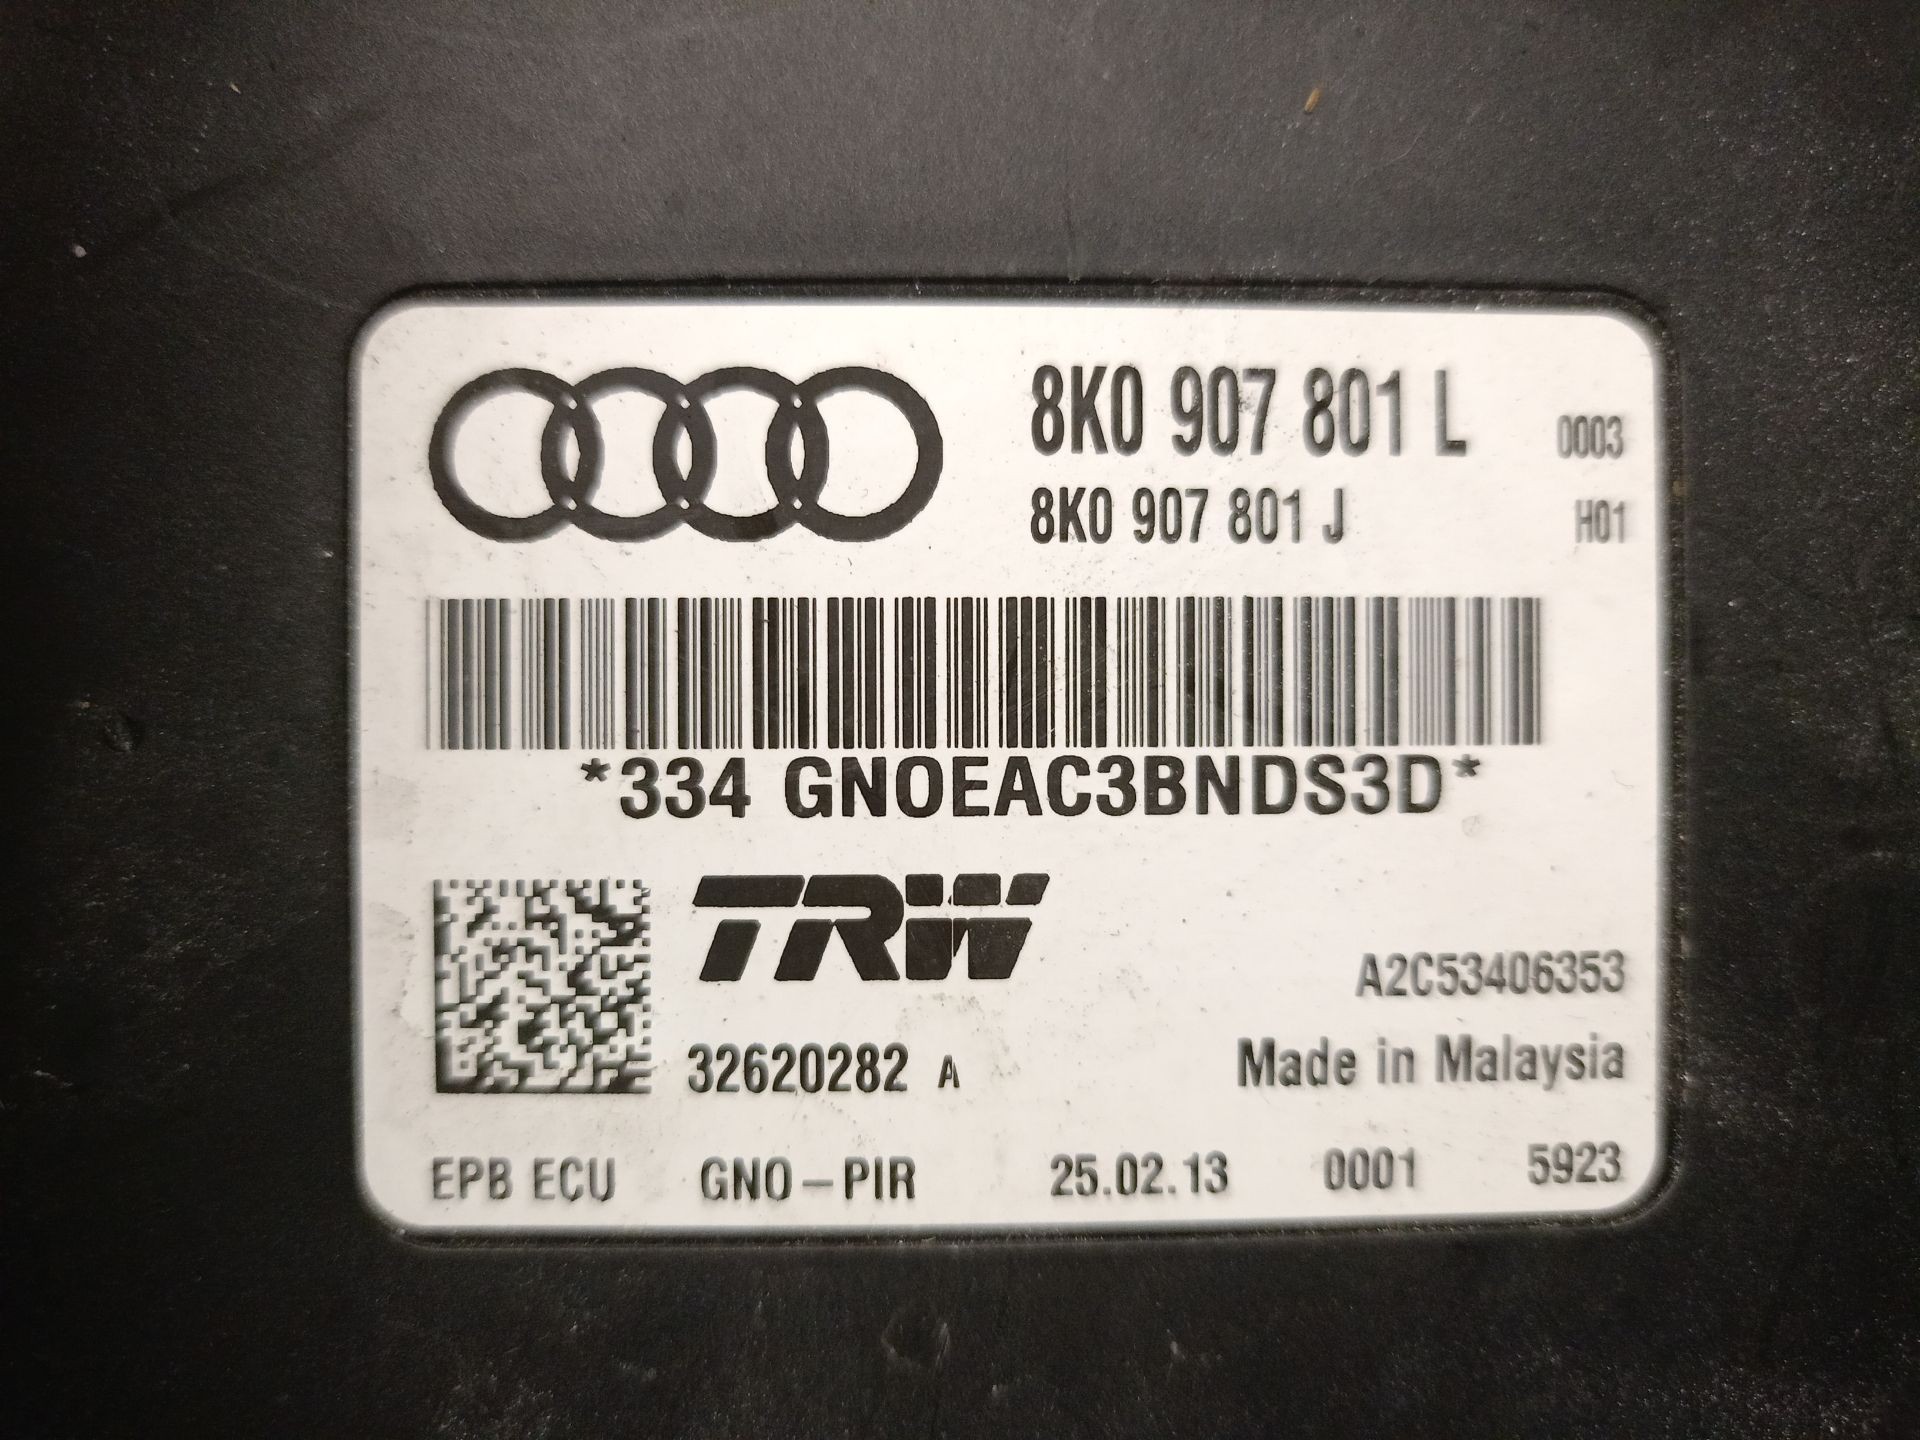 8K0 907 801 L 0003
8K0 907 801 J H01
*334 GNOEAC3BNDS3D*
TRW
A2C53406353
32620282 A Made in Malaysia
EPB ECU GNO-PIR 25.02.13 0001 5923